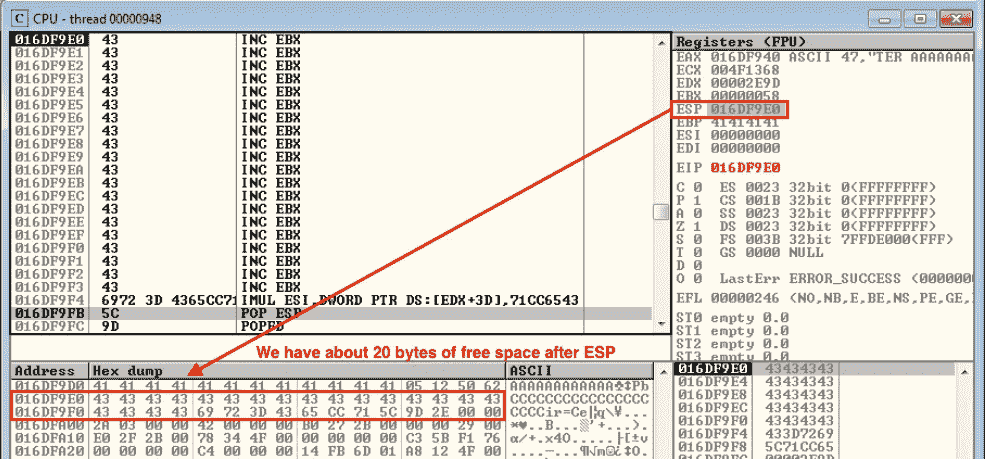 C CPU - thread 00000948
016DF9E0 43 INC EBX
016DF9E1 43 INC EBX
016DF9E2 43 INC EBX
016DF9E3 43 INC EBX
016DF9E4 43 INC EBX
016DF9E5 43 INC EBX
016DF9E6 43 INC EBX
016DF9E7 43 INC EBX
016DF9E8 43 INC EBX
016DF9E9 43 INC EBX
016DF9EA 43 INC EBX
016DF9EB 43 INC EBX
016DF9EC 43 INC EBX
016DF9ED 43 INC EBX
016DF9EE 43 INC EBX
016DF9EF 43 INC EBX
016DF9F0 43 INC EBX
016DF9F1 43 INC EBX
016DF9F2 43 INC EBX
016DF9F3 43 INC EBX
016DF9F4 6972 3D 4365CC71 IMUL ESI,DWORD PTR DS:[EDX+3D],71CC6543
016DF9FB 5C POP ESP
016DF9FC 9D POPFD
We have about 20 bytes of free space after ESP
Registers (FPU)
EAX 016DF940 ASCII 47,"TER AAAAAAA
ECX 004F1368
EDX 00002E9D
EBX 00000058
ESP 016DF9E0
EBP 41414141
ESI 00000000
EDI 00000000
EIP 016DF9E0
C 0 ES 0023 32bit 0(FFFFFFFF)
P 1 CS 001B 32bit 0(FFFFFFFF)
A 0 SS 0023 32bit 0(FFFFFFFF)
Z 1 DS 0023 32bit 0(FFFFFFFF)
S 0 FS 003B 32bit 7FFDE000(FFF)
T 0 GS 0000 NULL
D 0
O 0 LastErr ERROR_SUCCESS (0000000
EFL 00000246 (NO,NB,E,BE,NS,PE,GE,
ST0 empty 0.0
ST1 empty 0.0
ST2 empty 0.0
ST3 empty 0.0
Address Hex dump ASCII
016DF9D0 41 41 41 41 41 41 41 41 41 41 41 41 05 12 50 62 AAAAAAAAAAAA♣↕Pb
016DF9E0 43 43 43 43 43 43 43 43 43 43 43 43 43 43 43 43 CCCCCCCCCCCCCCCC
016DF9F0 43 43 43 43 69 72 3D 43 65 CC 71 5C 9D 2E 00 00 CCCCir=Ce╠q\¥...
016DFA00 2A 03 00 00 42 00 00 00 B0 27 2B 00 00 00 29 00 *♥..B...░'+...).
016DFA10 E0 2F 2B 00 78 34 4F 00 00 00 00 00 C3 5B F1 76 α/+.x4O.....├[±v
016DFA20 00 00 00 00 C4 00 00 00 14 FB 6D 01 A8 12 4F 00
016DF9E0 43434343
016DF9E4 43434343
016DF9E8 43434343
016DF9EC 43434343
016DF9F0 43434343
016DF9F4 433D7269
016DF9F8 5C71CC65